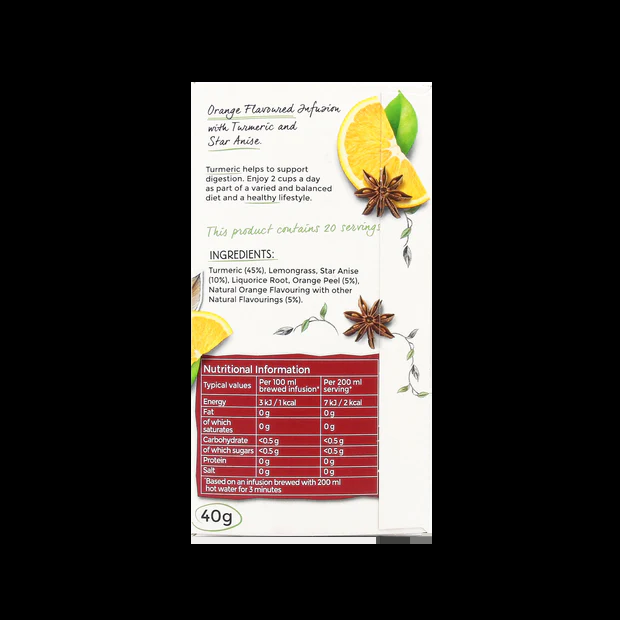 Orange Flavoured Infusion
with Turmeric and
Star Anise.
Turmeric helps to support
digestion. Enjoy 2 cups a day
as part of a varied and balanced
diet and a healthy lifestyle.
This product contains 20 servings
INGREDIENTS:
Turmeric (45%), Lemongrass, Star Anise
(10%), Liquorice Root, Orange Peel (5%),
Natural Orange Flavouring with other
Natural Flavourings (5%).
Nutritional Information
Typical values Per 100 ml brewed infusion* Per 200 ml serving*
Energy 3 kJ / 1 kcal 7 kJ / 2 kcal
Fat 0 g 0 g
of which saturates 0 g 0 g
Carbohydrate <0.5 g <0.5 g
of which sugars <0.5 g <0.5 g
Protein 0 g 0 g
Salt 0 g 0 g
*Based on an infusion brewed with 200 ml
hot water for 3 minutes
40g